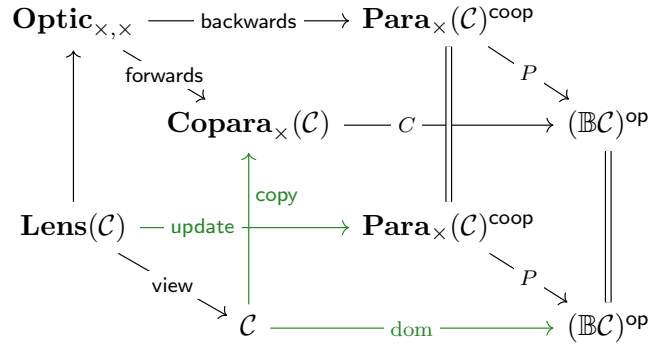 Optic×,× backwards Para×(𝒞)coop
forwards P
Copara×(𝒞) C (𝔹𝒞)op
copy
Lens(𝒞) update Para×(𝒞)coop
view P
𝒞 dom (𝔹𝒞)op